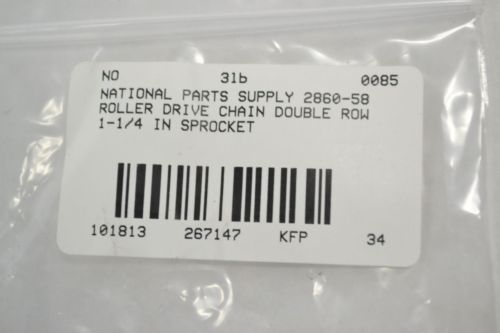 NO 31b 0085
NATIONAL PARTS SUPPLY 2860-58
ROLLER DRIVE CHAIN DOUBLE ROW
1-1/4 IN SPROCKET
101813 267147 KFP 34